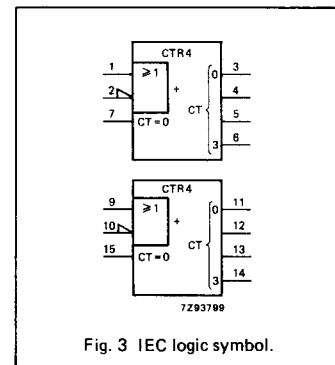 CTR4
1 ⩾1 0 3
2 + 4
7 CT=0 CT 5
3 6
CTR4
9 ⩾1 0 11
10 + 12
15 CT=0 CT 13
3 14
7Z93799
Fig. 3 IEC logic symbol.